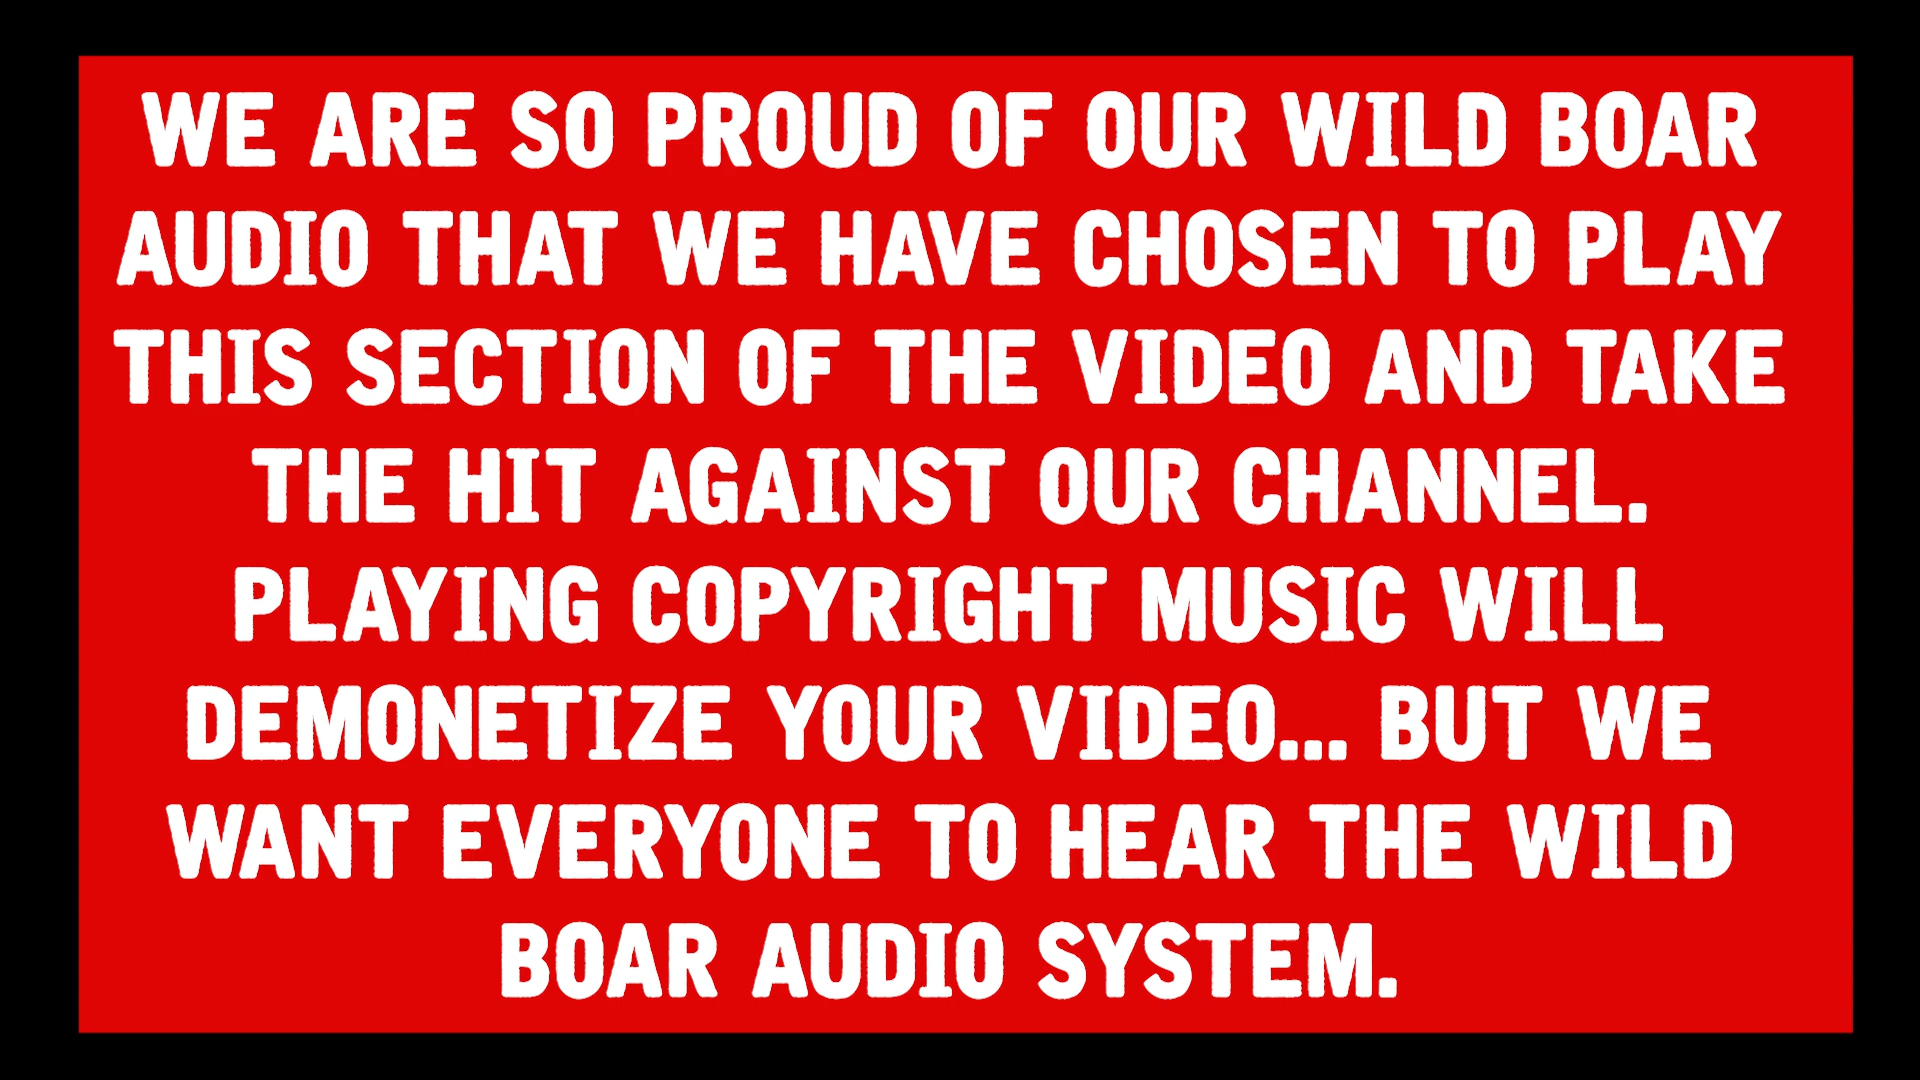 WE ARE SO PROUD OF OUR WILD BOAR
AUDIO THAT WE HAVE CHOSEN TO PLAY
THIS SECTION OF THE VIDEO AND TAKE
THE HIT AGAINST OUR CHANNEL.
PLAYING COPYRIGHT MUSIC WILL
DEMONETIZE YOUR VIDEO... BUT WE
WANT EVERYONE TO HEAR THE WILD
BOAR AUDIO SYSTEM.